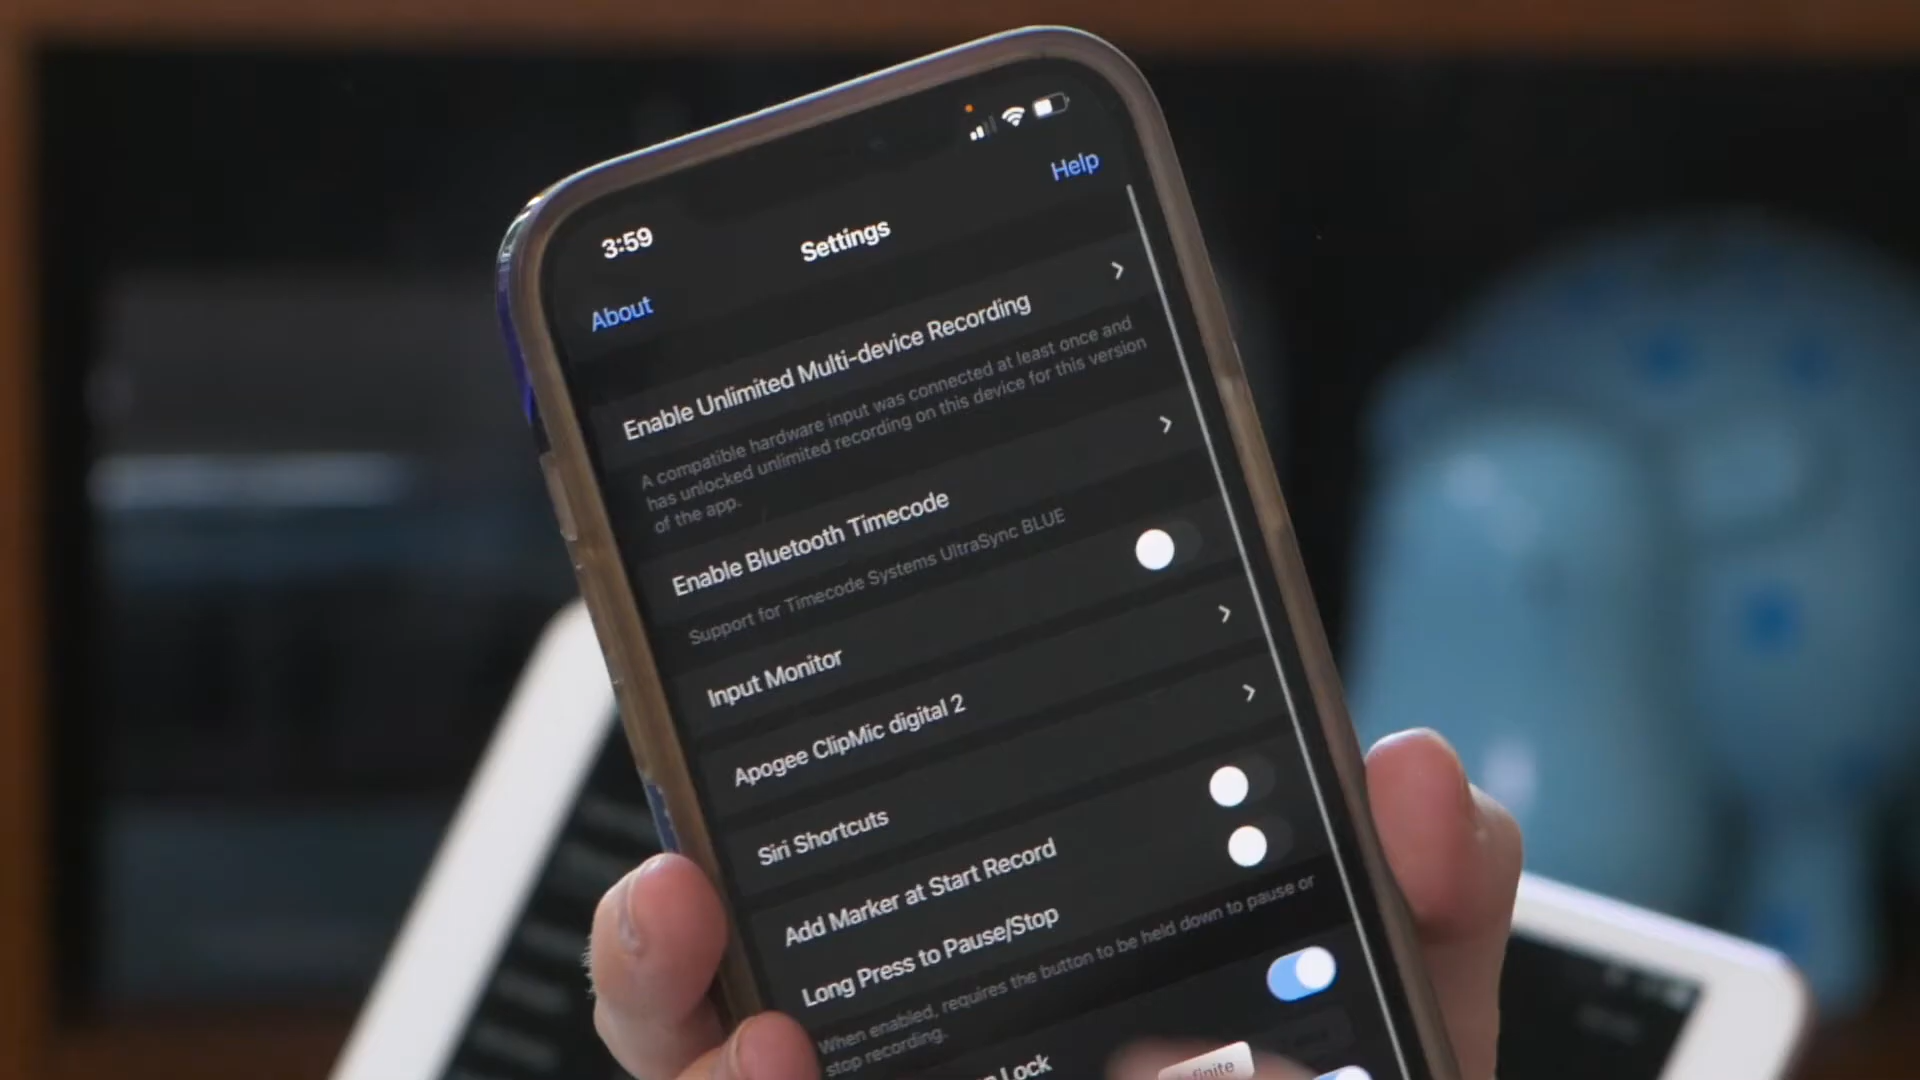 3:59
Help
Settings
About
Enable Unlimited Multi-device Recording
A compatible hardware input was connected at least once and
has unlocked unlimited recording on this device for this version
of the app.
Enable Bluetooth Timecode
Support for Timecode Systems UltraSync BLUE
Input Monitor
Apogee ClipMic digital 2
Siri Shortcuts
Add Marker at Start Record
Long Press to Pause/Stop
When enabled, requires the button to be held down to pause or
stop recording.
Lock